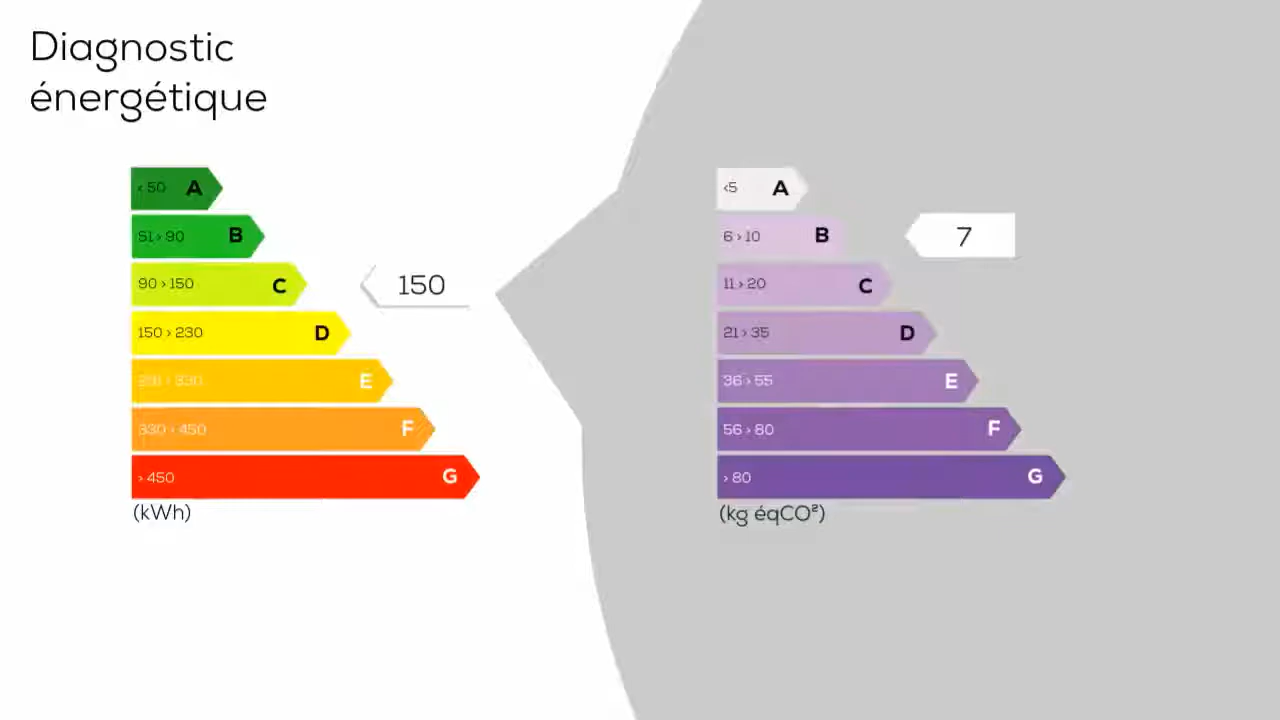 Diagnostic
énergétique
< 50 A
51 > 90 B
90 > 150 C
150
150 > 230 D
E
330 > 450 F
> 450 G
(kWh)
<5 A
6 > 10 B
7
11 > 20 C
21 > 35 D
36 > 55 E
56 > 80 F
> 80 G
(kg éqCO²)